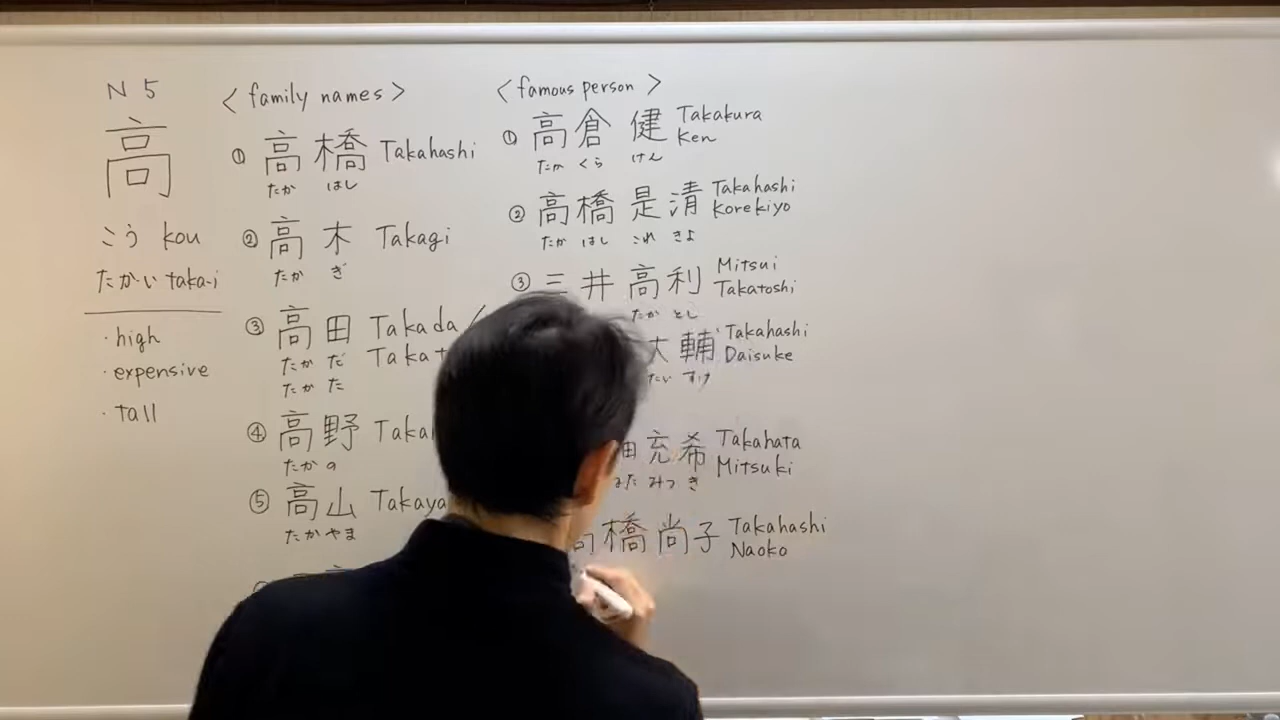 N5
高
こう kou
たかい taka-i
・high
・expensive
・tall
<family names>
① 高橋 Takahashi
たか はし
② 高木 Takagi
たか ぎ
③ 高田 Takada/
たか だ
たか た
④ 高野
たか の
⑤ 高山
たか やま
<famous person>
① 高倉 健 Takakura
Ken
たか くら けん
② 高橋 是清 Takahashi
Korekiyo
たか はし これ きよ
③ 三井 高利 Mitsui
Takatoshi
たか とし
大輔 Takahashi
Daisuke
だい すけ
充希 Takahata
Mitsuki
みつ き
橋 尚子 Takahashi
Naoko